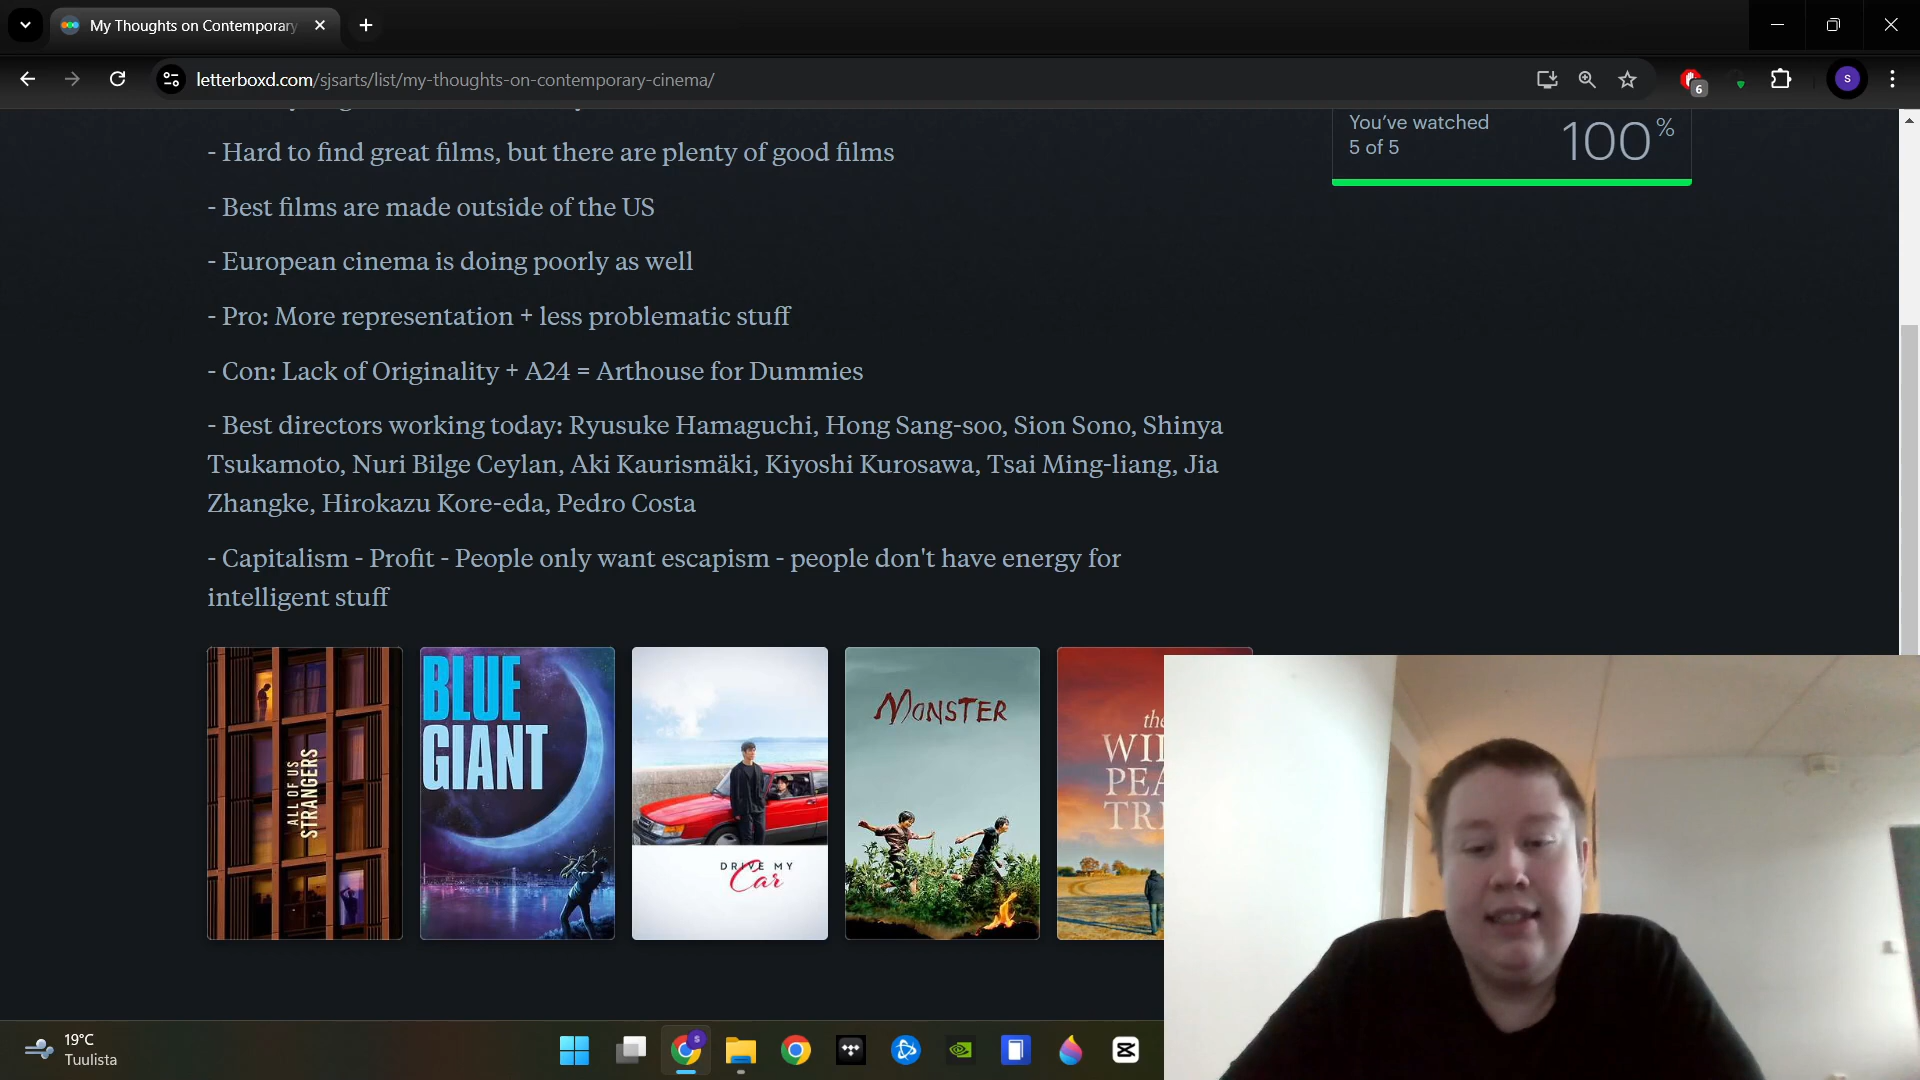 My Thoughts on Contemporary
letterboxd.com/sjsarts/list/my-thoughts-on-contemporary-cinema/
6
S
- Hard to find great films, but there are plenty of good films
- Best films are made outside of the US
- European cinema is doing poorly as well
- Pro: More representation + less problematic stuff
- Con: Lack of Originality + A24 = Arthouse for Dummies
- Best directors working today: Ryusuke Hamaguchi, Hong Sang-soo, Sion Sono, Shinya
Tsukamoto, Nuri Bilge Ceylan, Aki Kaurismäki, Kiyoshi Kurosawa, Tsai Ming-liang, Jia
Zhangke, Hirokazu Kore-eda, Pedro Costa
- Capitalism - Profit - People only want escapism - people don't have energy for
intelligent stuff
You've watched
5 of 5
100%
ALL OF US
STRANGERS
BLUE
GIANT
DRIVE MY
Car
MONSTER
the
19°C
Tuulista
S